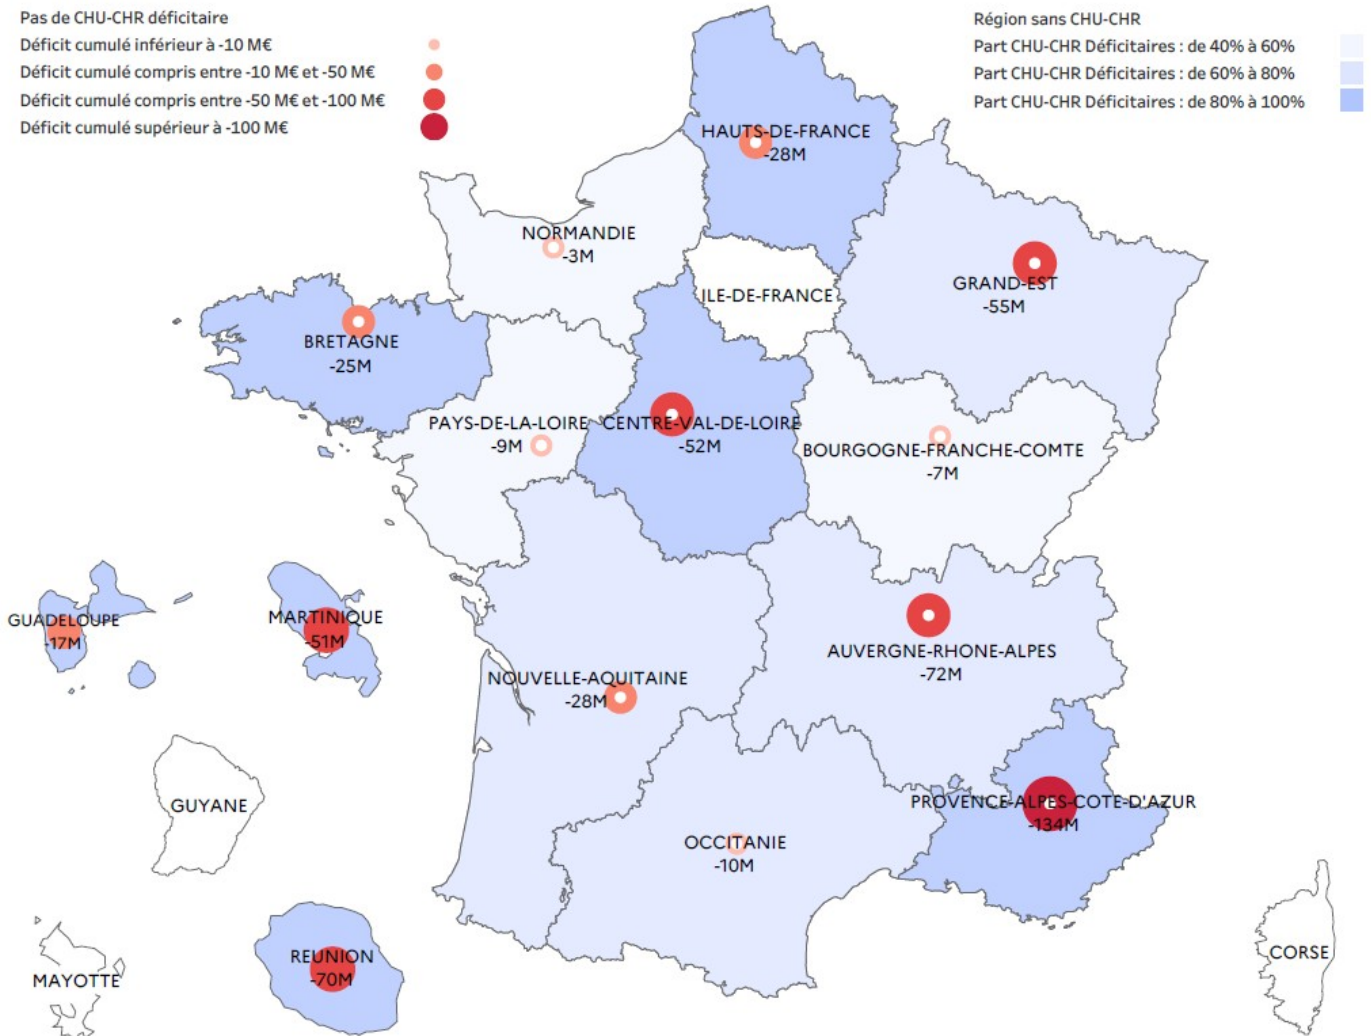 Pas de CHU-CHR déficitaire
Déficit cumulé inférieur à -10 M€
Déficit cumulé compris entre -10 M€ et -50 M€
Déficit cumulé compris entre -50 M€ et -100 M€
Déficit cumulé supérieur à -100 M€
Région sans CHU-CHR
Part CHU-CHR Déficitaires : de 40% à 60%
Part CHU-CHR Déficitaires : de 60% à 80%
Part CHU-CHR Déficitaires : de 80% à 100%
HAUTS-DE-FRANCE
-28M
NORMANDIE
-3M
ILE-DE-FRANCE
GRAND-EST
-55M
BRETAGNE
-25M
PAYS-DE-LA-LOIRE
-9M
CENTRE-VAL-DE-LOIRE
-52M
BOURGOGNE-FRANCHE-COMTE
-7M
GUADELOUPE
-17M
MARTINIQUE
-51M
AUVERGNE-RHONE-ALPES
-72M
NOUVELLE-AQUITAINE
-28M
GUYANE
PROVENCE-ALPES-COTE-D'AZUR
-134M
OCCITANIE
-10M
REUNION
-70M
MAYOTTE
CORSE